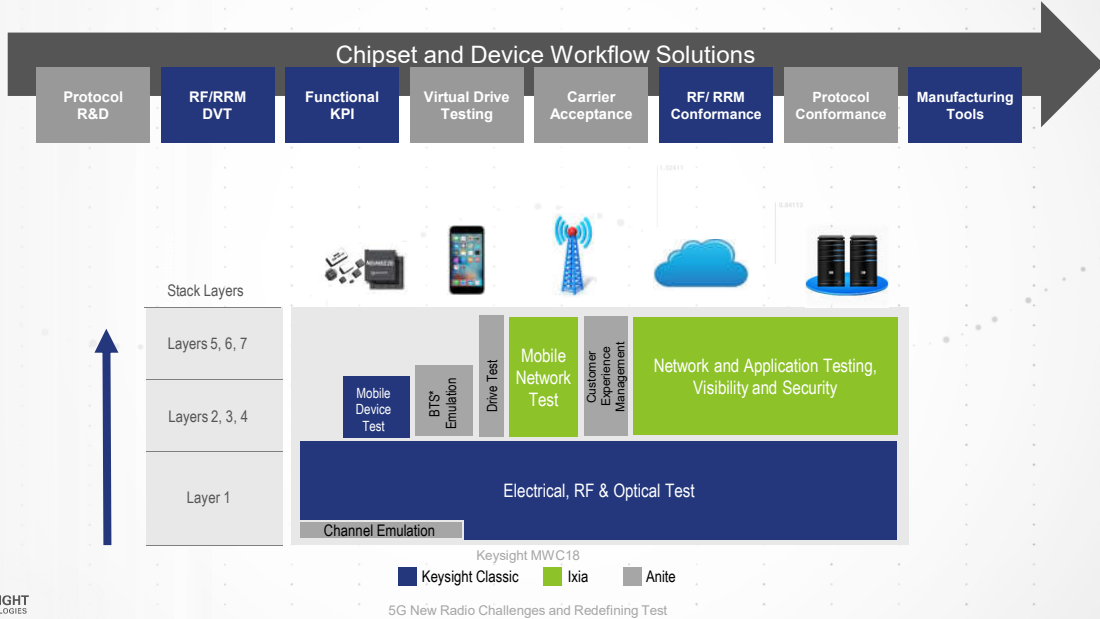 Chipset and Device Workflow Solutions
Protocol
R&D
RF/RRM
DVT
Functional
KPI
Virtual Drive
Testing
Carrier
Acceptance
RF/ RRM
Conformance
Protocol
Conformance
Manufacturing
Tools
Stack Layers
Layers 5, 6, 7
Layers 2, 3, 4
Layer 1
Mobile
Device
Test
BTS*
Emulation
Drive Test
Mobile
Network
Test
Customer
Experience
Management
Network and Application Testing,
Visibility and Security
Electrical, RF & Optical Test
Channel Emulation
Keysight MWC18
Keysight Classic
Ixia
Anite
5G New Radio Challenges and Redefining Test
IGHT
LOGIES